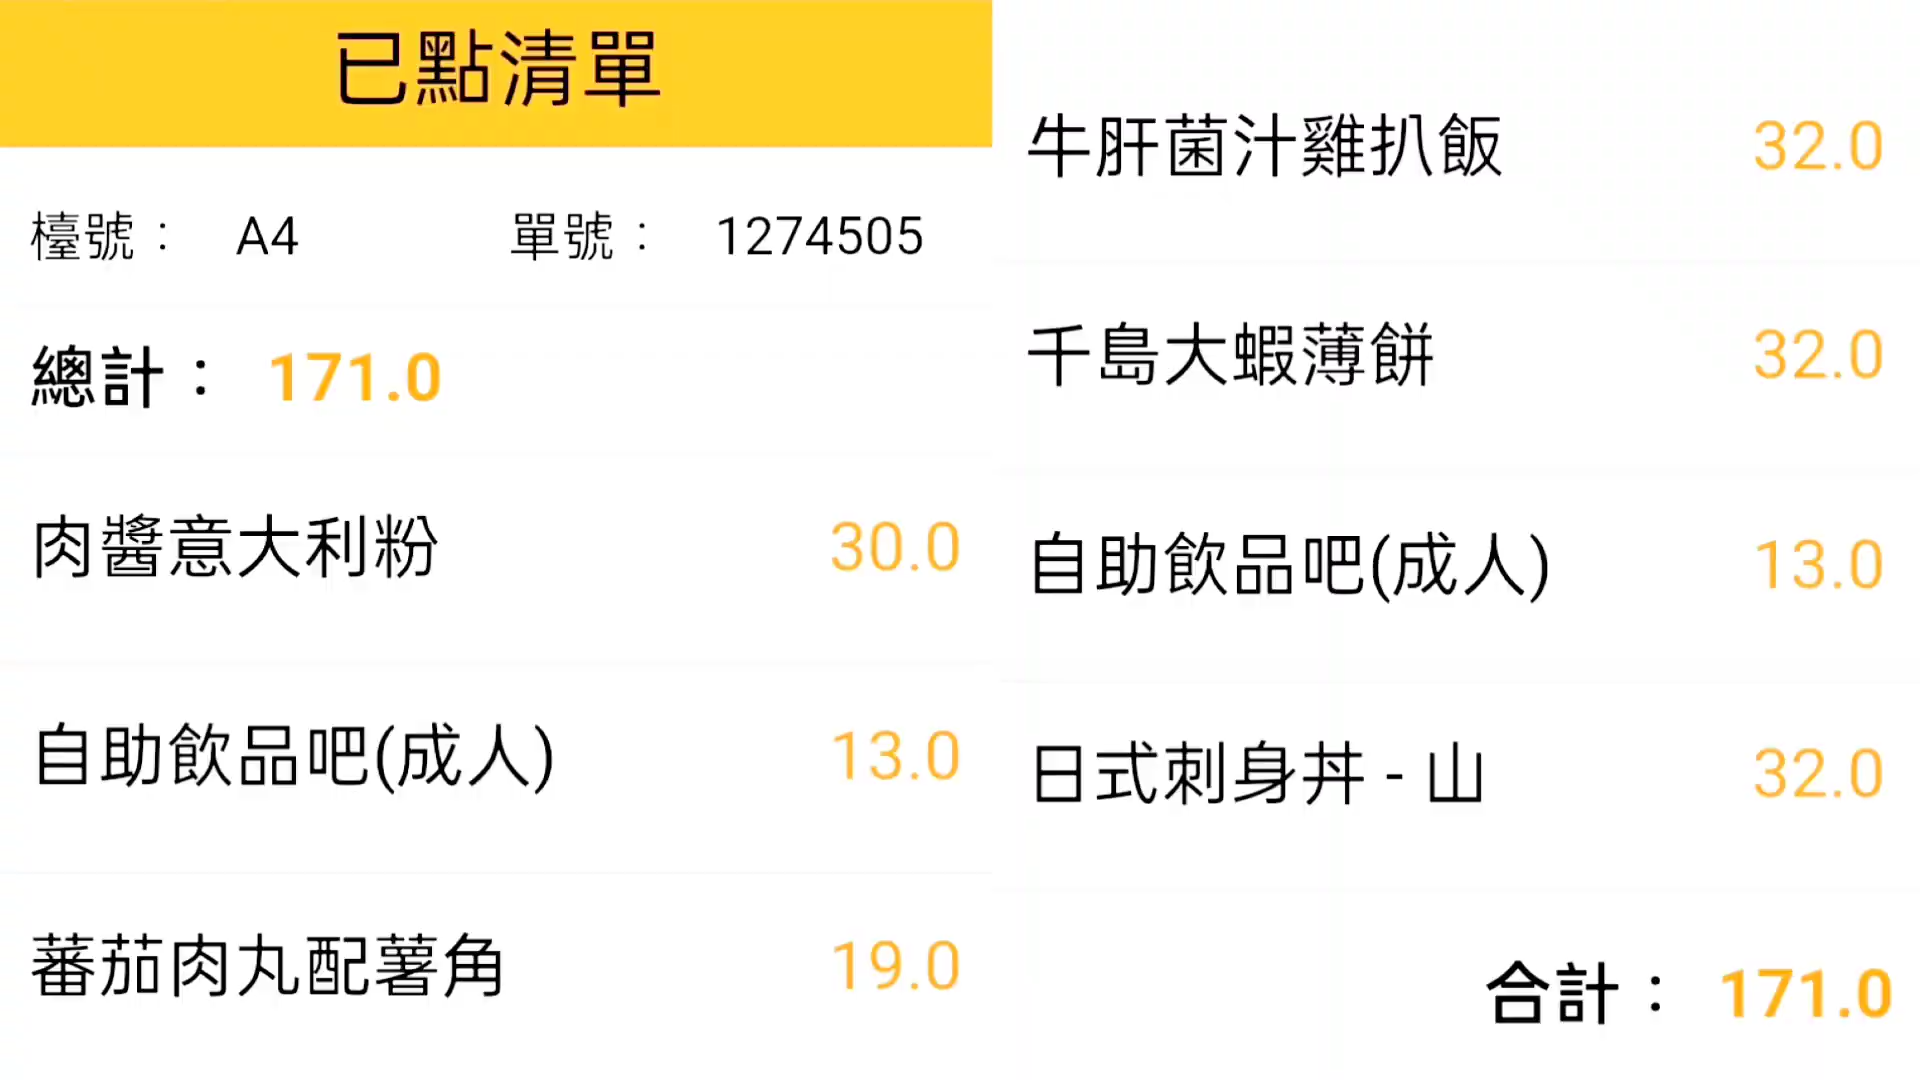 已點清單
檯號： A4 單號： 1274505
總計： 171.0
肉醬意大利粉 30.0
自助飲品吧(成人) 13.0
蕃茄肉丸配薯角 19.0
牛肝菌汁雞扒飯 32.0
千島大蝦薄餅 32.0
自助飲品吧(成人) 13.0
日式刺身丼 - 山 32.0
合計： 171.0